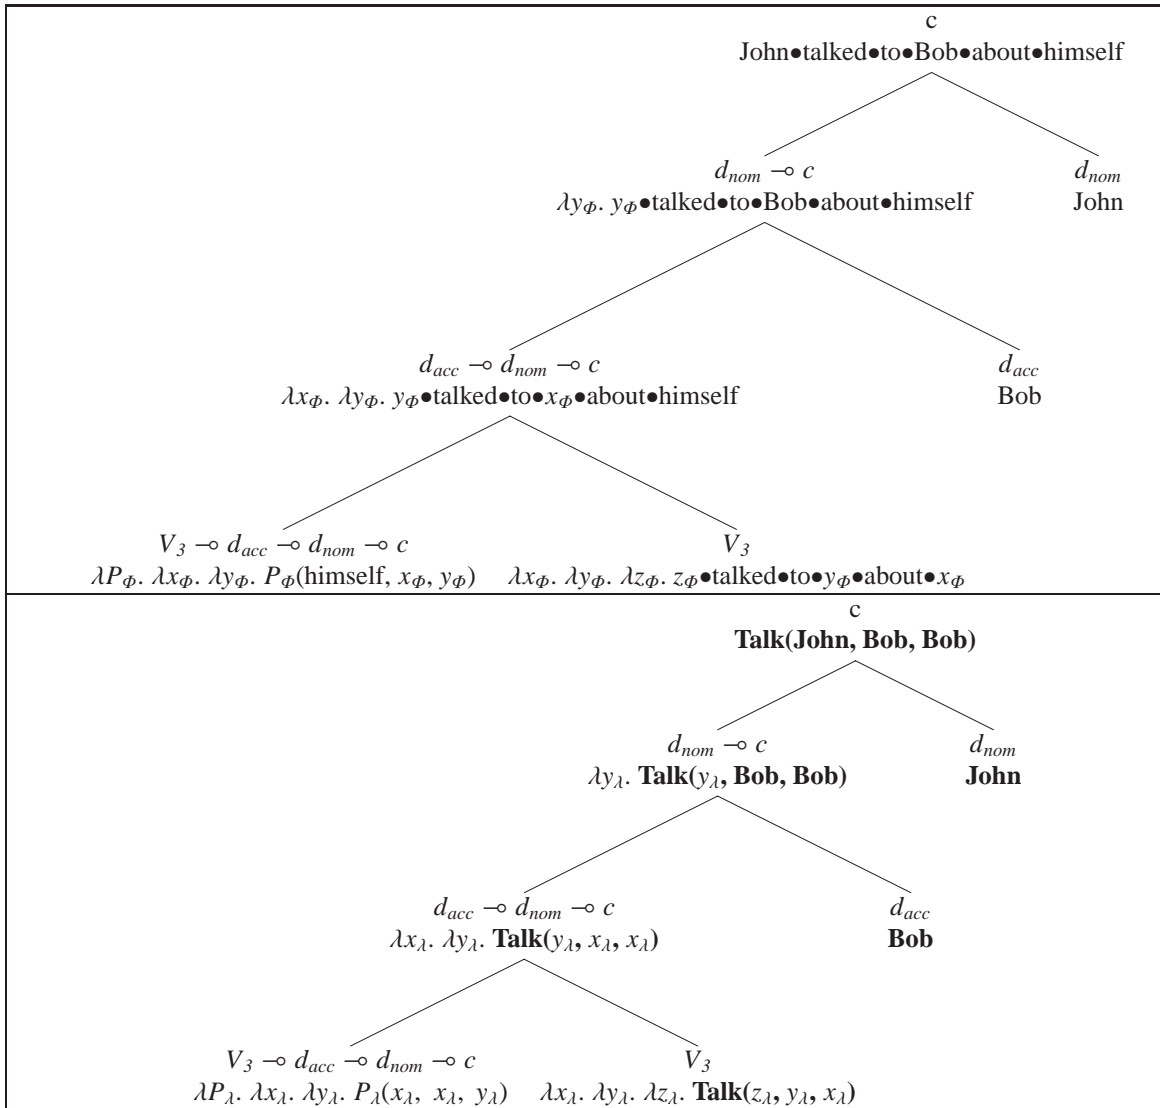 c
John●talked●to●Bob●about●himself
d_nom ⊸ c d_nom
λy_Φ. y_Φ●talked●to●Bob●about●himself John
d_acc ⊸ d_nom ⊸ c d_acc
λx_Φ. λy_Φ. y_Φ●talked●to●x_Φ●about●himself Bob
V_3 ⊸ d_acc ⊸ d_nom ⊸ c V_3
λP_Φ. λx_Φ. λy_Φ. P_Φ(himself, x_Φ, y_Φ) λx_Φ. λy_Φ. λz_Φ. z_Φ●talked●to●y_Φ●about●x_Φ
c
Talk(John, Bob, Bob)
d_nom ⊸ c d_nom
λy_λ. Talk(y_λ, Bob, Bob) John
d_acc ⊸ d_nom ⊸ c d_acc
λx_λ. λy_λ. Talk(y_λ, x_λ, x_λ) Bob
V_3 ⊸ d_acc ⊸ d_nom ⊸ c V_3
λP_λ. λx_λ. λy_λ. P_λ(x_λ, x_λ, y_λ) λx_λ. λy_λ. λz_λ. Talk(z_λ, y_λ, x_λ)